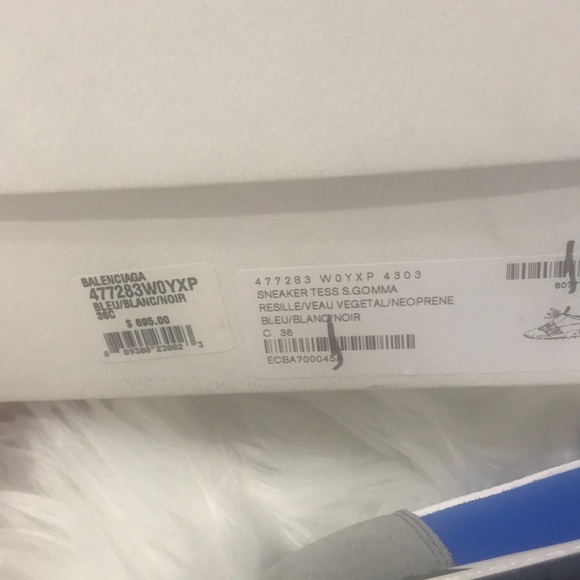 BALENCIAGA
477283W0YXP
BLEU/BLANC/NOIR
36C
$ 695.00
477283 W0YXP 4303
SNEAKER TESS S.GOMMA
RESILLE/VEAU VEGETAL/NEOPRENE
BLEU/BLANC/NOIR
C 36